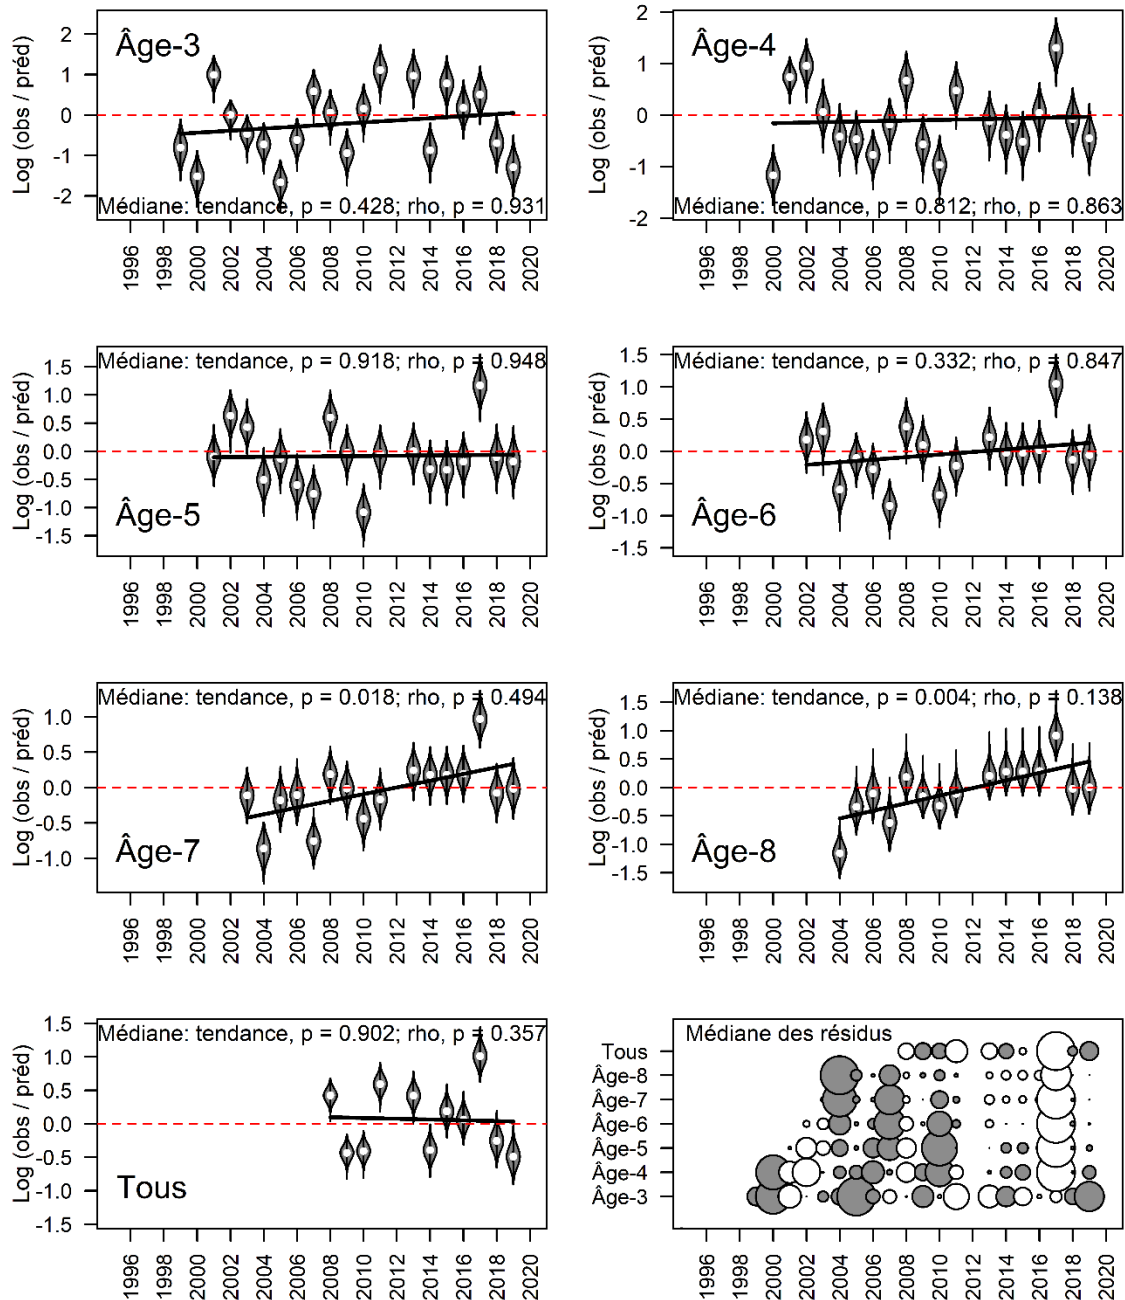 Âge-3
Log (obs / préd)
2
1
0
-1
-2
Médiane: tendance, p = 0.428; rho, p = 0.931
1996 1998 2000 2002 2004 2006 2008 2010 2012 2014 2016 2018 2020
Âge-4
Log (obs / préd)
2
1
0
-1
-2
Médiane: tendance, p = 0.812; rho, p = 0.863
1996 1998 2000 2002 2004 2006 2008 2010 2012 2014 2016 2018 2020
Médiane: tendance, p = 0.918; rho, p = 0.948
Log (obs / préd)
1.5
1.0
0.5
0.0
-0.5
-1.0
-1.5
Âge-5
1996 1998 2000 2002 2004 2006 2008 2010 2012 2014 2016 2018 2020
Médiane: tendance, p = 0.332; rho, p = 0.847
Log (obs / préd)
1.5
1.0
0.5
0.0
-0.5
-1.0
-1.5
Âge-6
1996 1998 2000 2002 2004 2006 2008 2010 2012 2014 2016 2018 2020
Médiane: tendance, p = 0.018; rho, p = 0.494
Log (obs / préd)
1.0
0.5
0.0
-0.5
-1.0
Âge-7
1996 1998 2000 2002 2004 2006 2008 2010 2012 2014 2016 2018 2020
Médiane: tendance, p = 0.004; rho, p = 0.138
Log (obs / préd)
1.5
1.0
0.5
0.0
-0.5
-1.0
-1.5
Âge-8
1996 1998 2000 2002 2004 2006 2008 2010 2012 2014 2016 2018 2020
Médiane: tendance, p = 0.902; rho, p = 0.357
Log (obs / préd)
1.5
1.0
0.5
0.0
-0.5
-1.0
-1.5
Tous
1996 1998 2000 2002 2004 2006 2008 2010 2012 2014 2016 2018 2020
Médiane des résidus
Tous
Âge-8
Âge-7
Âge-6
Âge-5
Âge-4
Âge-3
1996 1998 2000 2002 2004 2006 2008 2010 2012 2014 2016 2018 2020